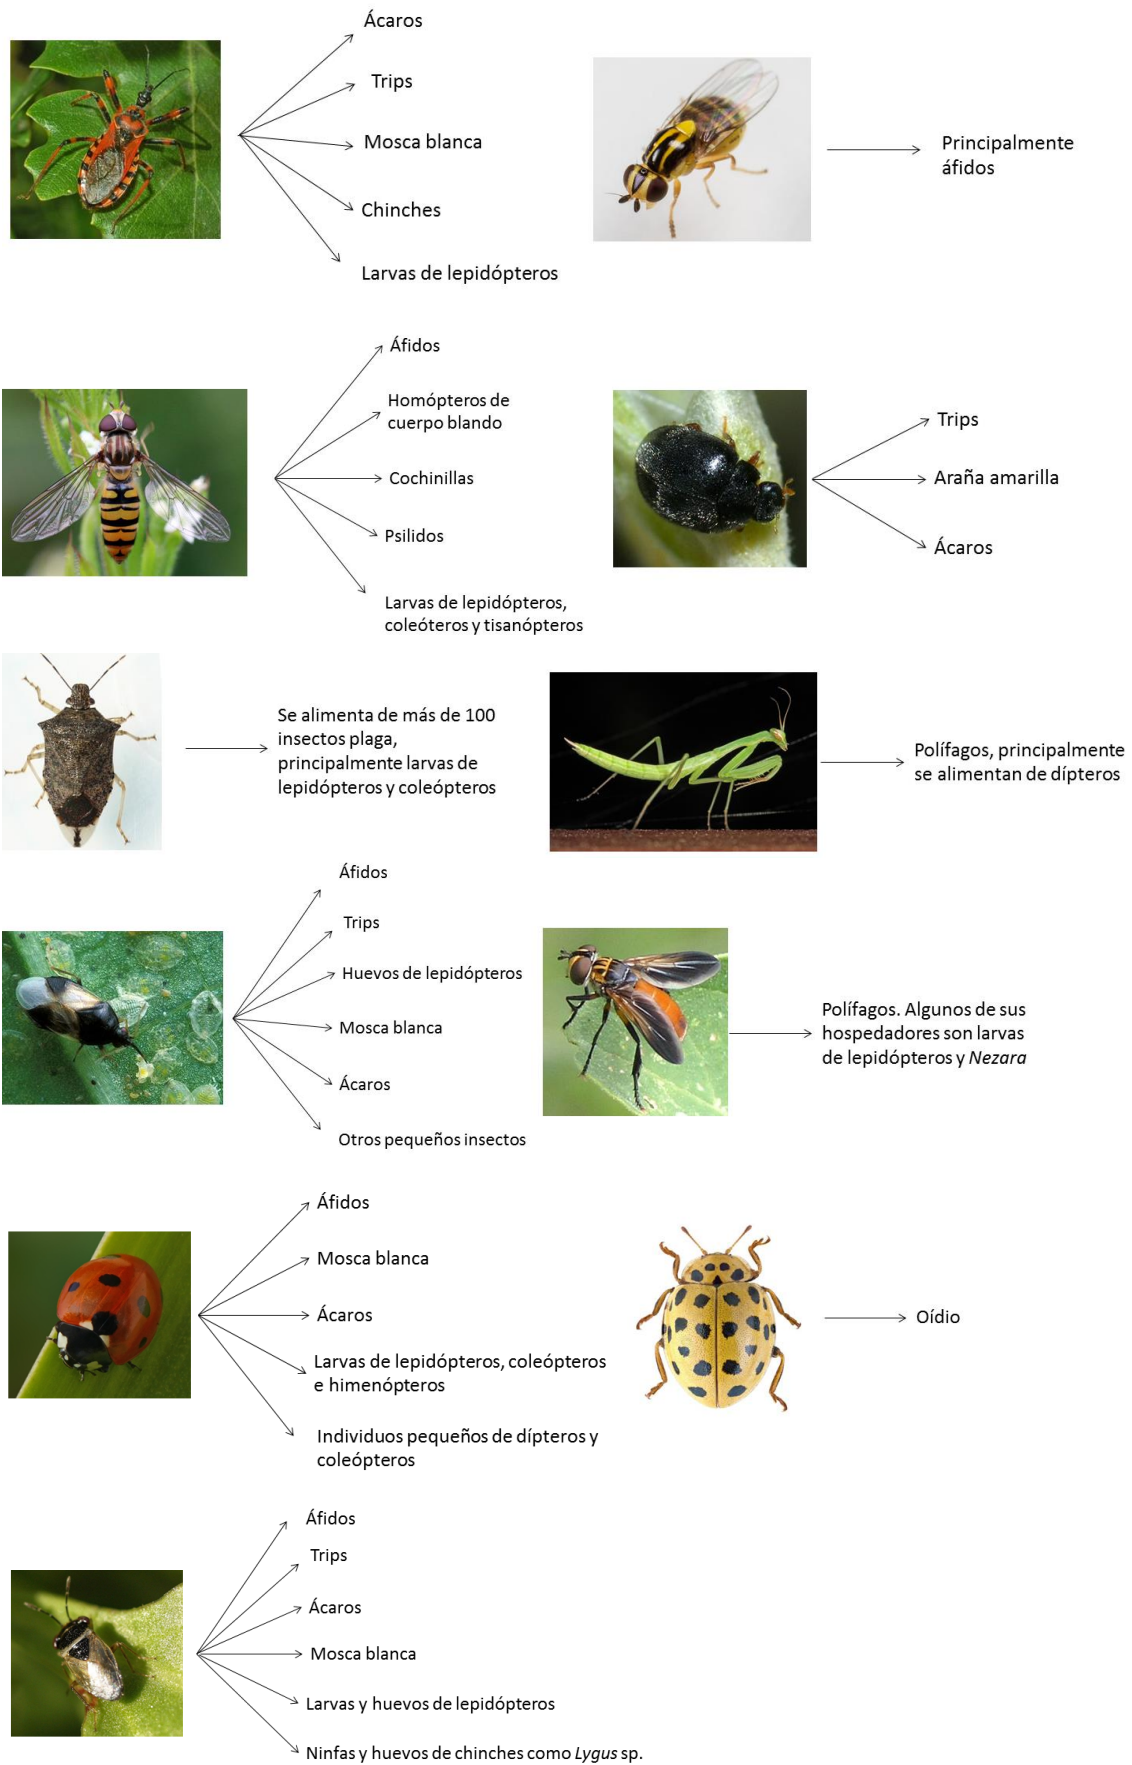 Ácaros
Trips
Mosca blanca
Chinches
Larvas de lepidópteros
Principalmente
áfidos
Áfidos
Homópteros de
cuerpo blando
Cochinillas
Psilidos
Larvas de lepidópteros,
coleóteros y tisanópteros
Trips
Araña amarilla
Ácaros
Se alimenta de más de 100
insectos plaga,
principalmente larvas de
lepidópteros y coleópteros
Polífagos, principalmente
se alimentan de dípteros
Áfidos
Trips
Huevos de lepidópteros
Mosca blanca
Ácaros
Otros pequeños insectos
Polífagos. Algunos de sus
hospedadores son larvas
de lepidópteros y Nezara
Áfidos
Mosca blanca
Ácaros
Larvas de lepidópteros, coleópteros
e himenópteros
Individuos pequeños de dípteros y
coleópteros
Oídio
Áfidos
Trips
Ácaros
Mosca blanca
Larvas y huevos de lepidópteros
Ninfas y huevos de chinches como Lygus sp.